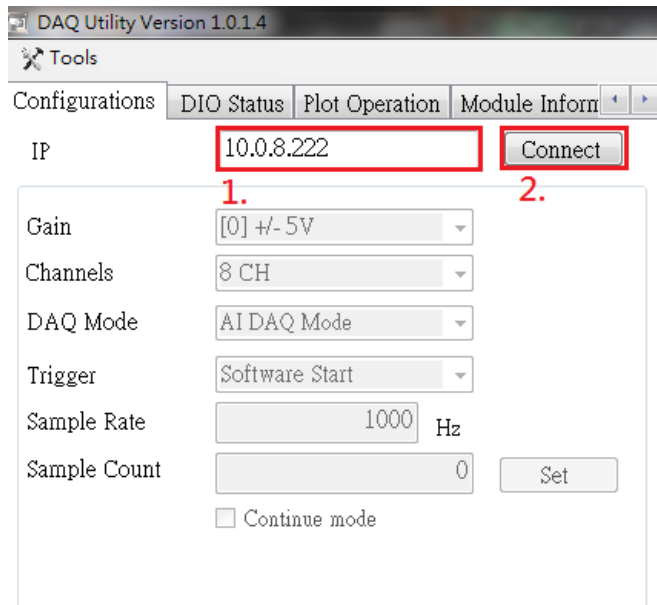 DAQ Utility Version 1.0.1.4
Tools
Configurations DIO Status Plot Operation Module Inform
IP 10.0.8.222 Connect
1. 2.
Gain [0] +/- 5V
Channels 8 CH
DAQ Mode AI DAQ Mode
Trigger Software Start
Sample Rate 1000 Hz
Sample Count 0 Set
Continue mode